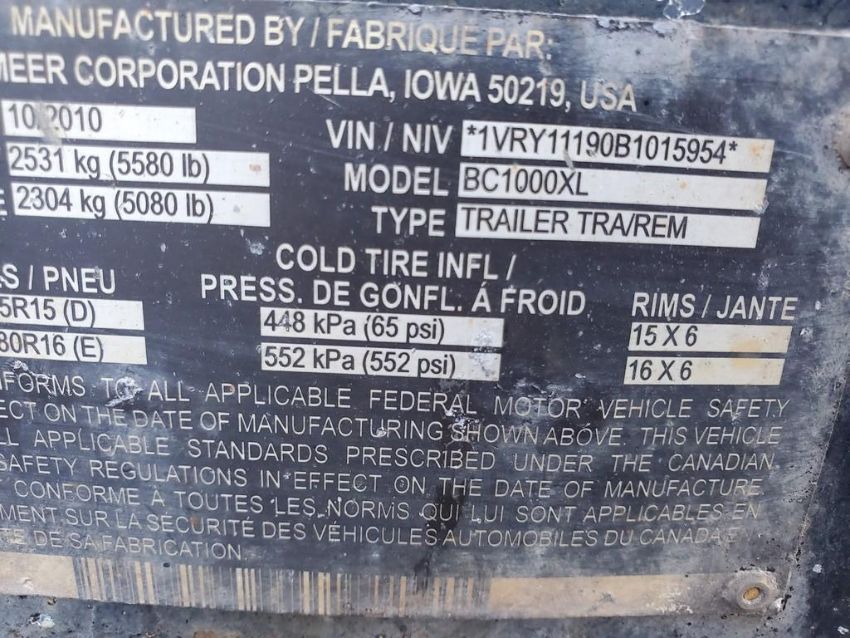 MANUFACTURED BY / FABRIQUE PAR:
MEER CORPORATION PELLA, IOWA 50219, USA
10/2010
VIN / NIV *1VRY11190B1015954*
2531 kg (5580 lb)
MODEL BC1000XL
E 2304 kg (5080 lb)
TYPE TRAILER TRA/REM
S / PNEU
COLD TIRE INFL /
PRESS. DE GONFL. Á FROID
RIMS / JANTE
5R15 (D) 448 kPa (65 psi) 15 X 6
80R16 (E) 552 kPa (552 psi) 16 X 6
NFORMS TO ALL APPLICABLE FEDERAL MOTOR VEHICLE SAFETY
ECT ON THE DATE OF MANUFACTURING SHOWN ABOVE. THIS VEHICLE
LL APPLICABLE STANDARDS PRESCRIBED UNDER THE CANADIAN
SAFETY REGULATIONS IN EFFECT ON THE DATE OF MANUFACTURE
CONFORME À TOUTES LES NORMS QUI LUI SONT APPLICABLES EN
MENT SUR LA SÉCURITÉ DES VÉHICULES AUTOMOBILES DU CANADA E
TE DE SA FABRICATION.